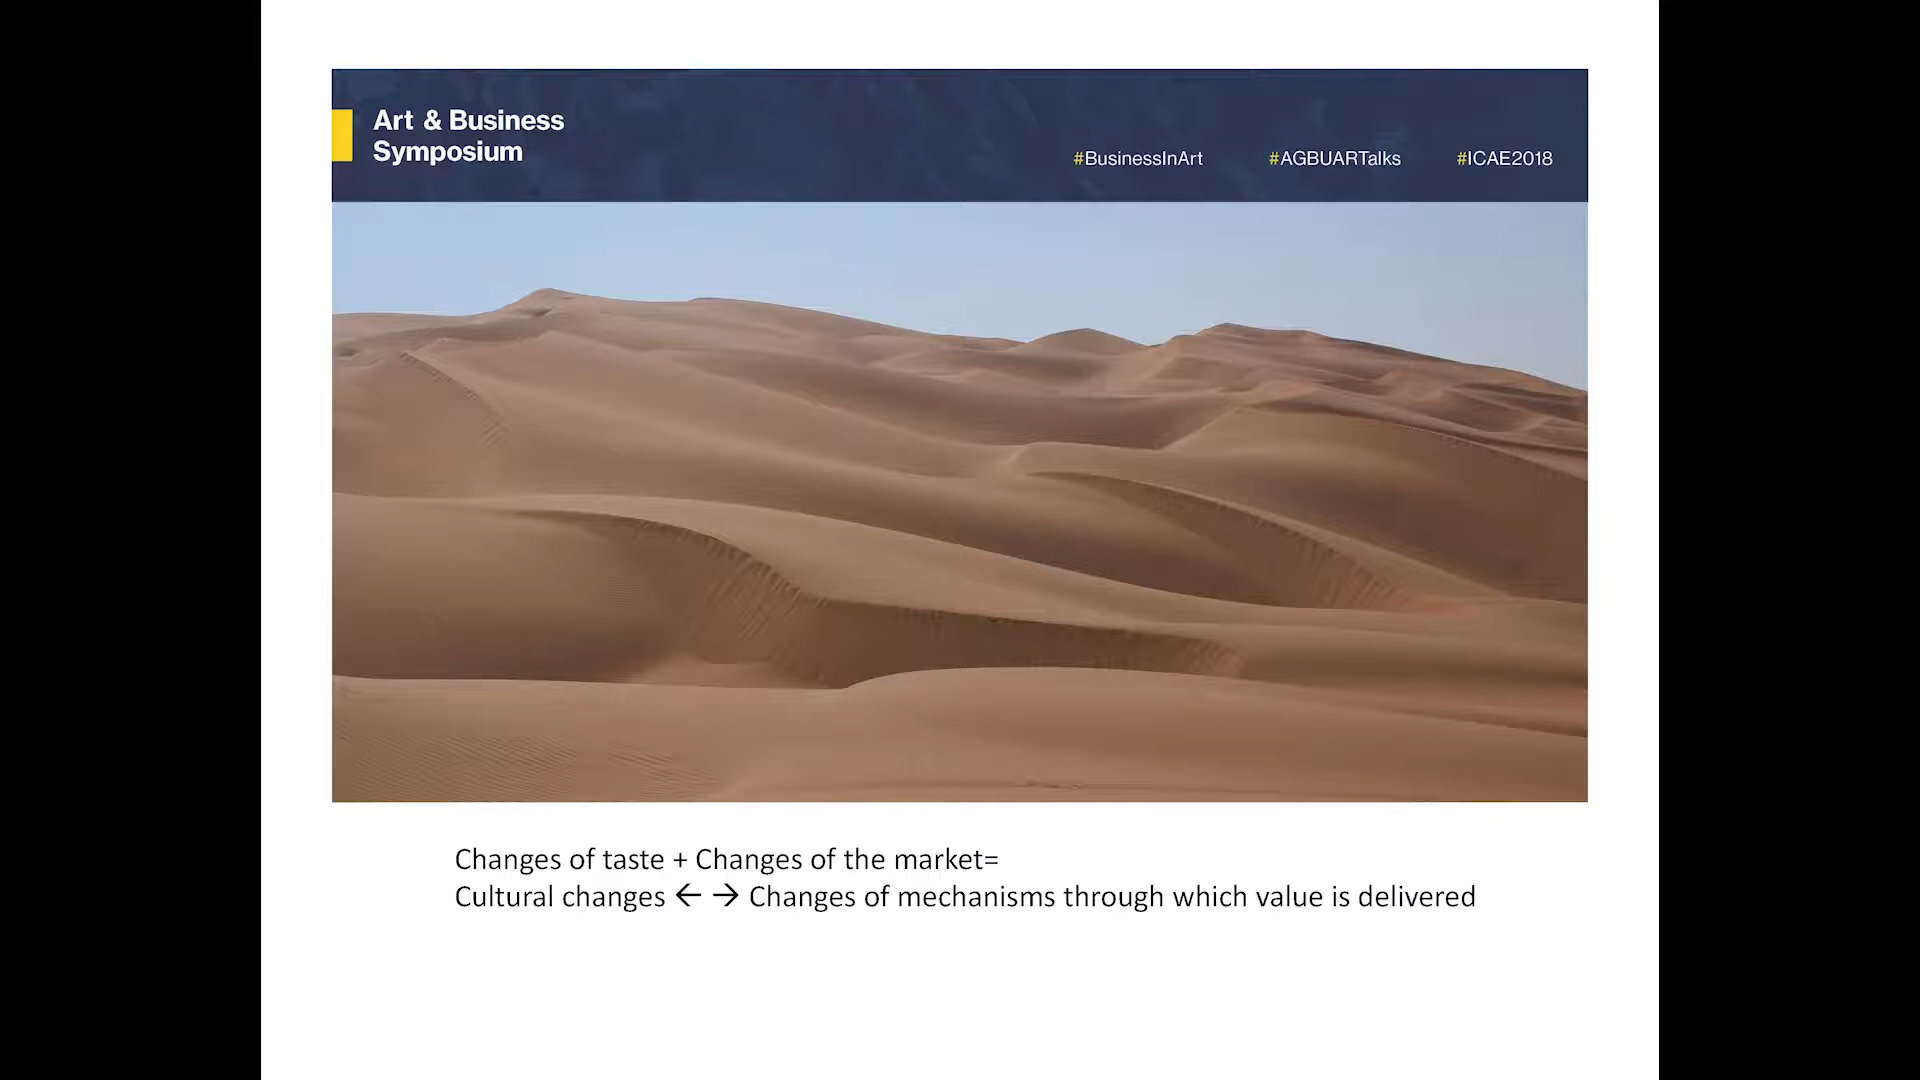 Art & Business
Symposium
#BusinessInArt #AGBUARTalks #ICAE2018
Changes of taste + Changes of the market=
Cultural changes ← → Changes of mechanisms through which value is delivered